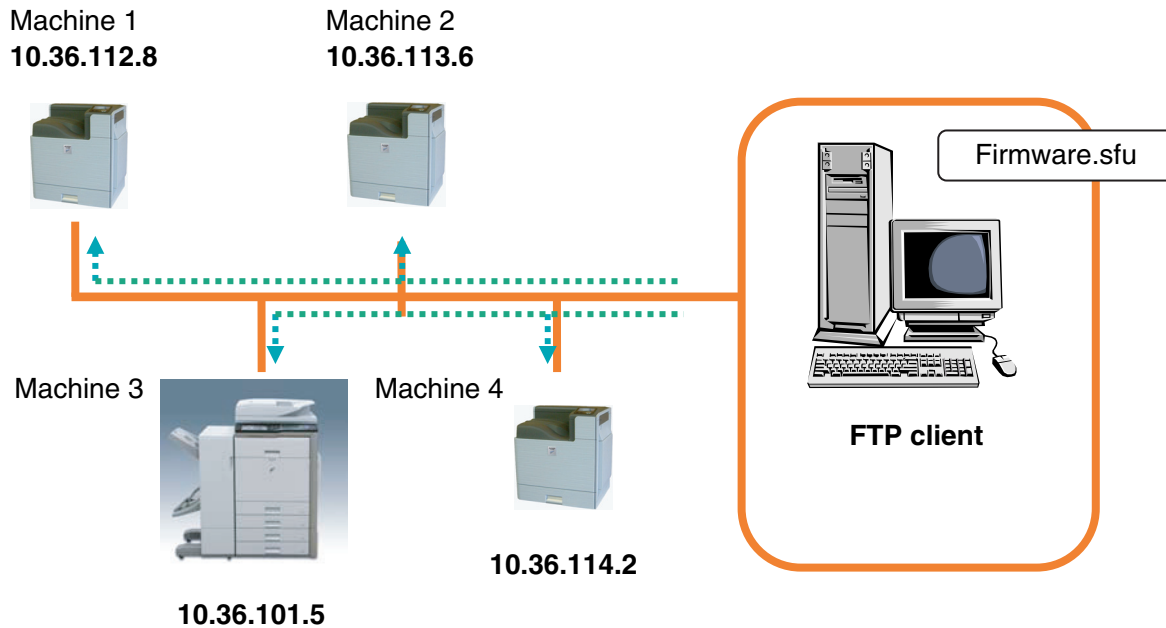 Machine 1
10.36.112.8
Machine 2
10.36.113.6
Firmware.sfu
Machine 3
Machine 4
FTP client
10.36.114.2
10.36.101.5